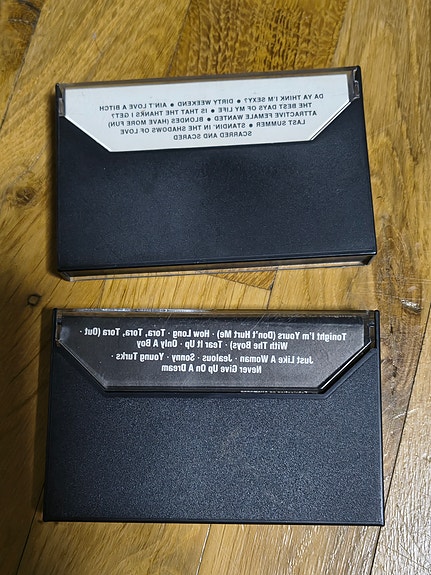 DA YA THINK I'M SEXY? ● DIRTY WEEKEND ● AIN'T LOVE A BITCH
THE BEST DAYS OF MY LIFE ● IS THAT THE THANKS I GET?
ATTRACTIVE FEMALE WANTED ● BLONDES (HAVE MORE FUN)
LAST SUMMER ● STANDIN' IN THE SHADOWS OF LOVE
SCARRED AND SCARED
Tonight I'm Yours (Don't Hurt Me) · How Long · Tora, Tora, Tora (Out ·
With The Boys) · Tear It Up · Only A Boy
Just Like A Woman · Jealous · Sonny · Young Turks ·
Never Give Up On A Dream